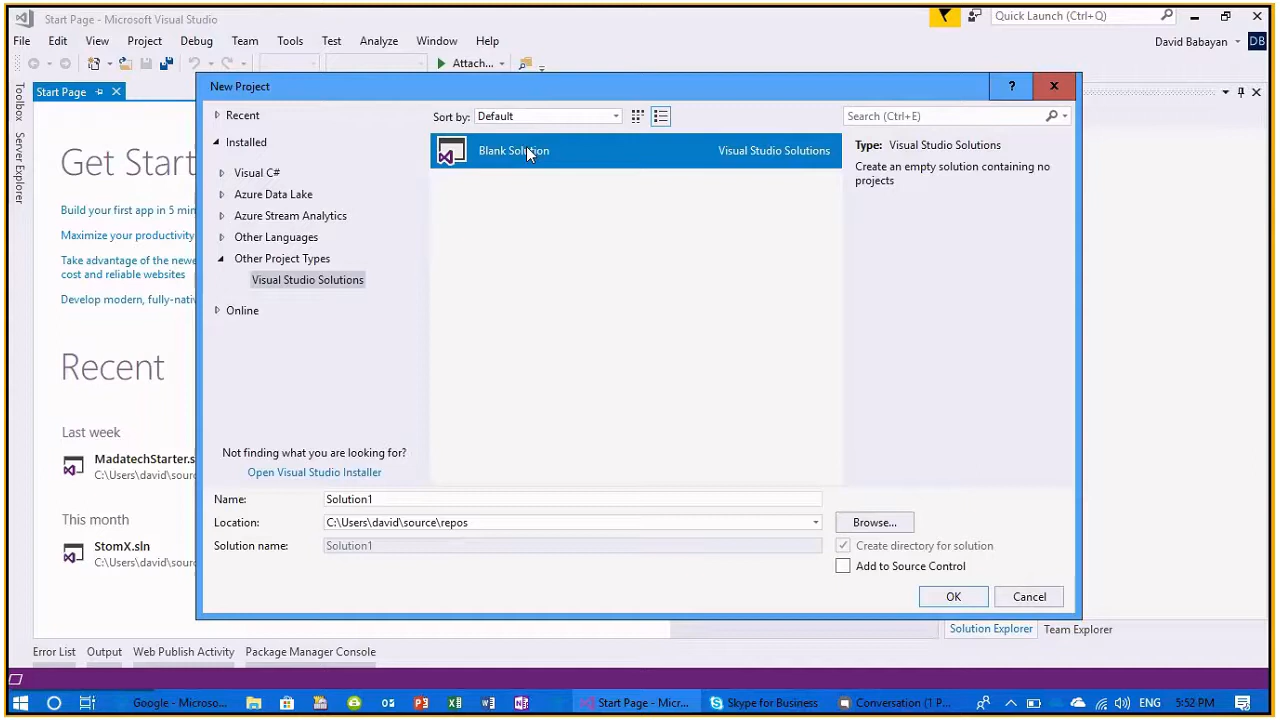 Start Page - Microsoft Visual Studio
Quick Launch (Ctrl+Q)
File Edit View Project Debug Team Tools Test Analyze Window Help
David Babayan DB
Attach...
Toolbox
Server Explorer
Start Page
Get Start
Build your first app in 5 min
Maximize your productivity
Take advantage of the newe
cost and reliable websites
Develop modern, fully-nativ
Recent
Last week
MadatechStarter.s
C:\Users\david\sourc
This month
StomX.sln
C:\Users\david\sourc
New Project
?
Recent
Installed
Visual C#
Azure Data Lake
Azure Stream Analytics
Other Languages
Other Project Types
Visual Studio Solutions
Online
Not finding what you are looking for?
Open Visual Studio Installer
Sort by: Default
Blank Solution Visual Studio Solutions
Search (Ctrl+E)
Type: Visual Studio Solutions
Create an empty solution containing no
projects
Name: Solution1
Location: C:\Users\david\source\repos
Browse...
Solution name: Solution1
Create directory for solution
Add to Source Control
OK Cancel
Solution Explorer Team Explorer
Error List Output Web Publish Activity Package Manager Console
Google - Microso... Start Page - Micr... Skype for Business Conversation (1 P... ENG 5:52 PM